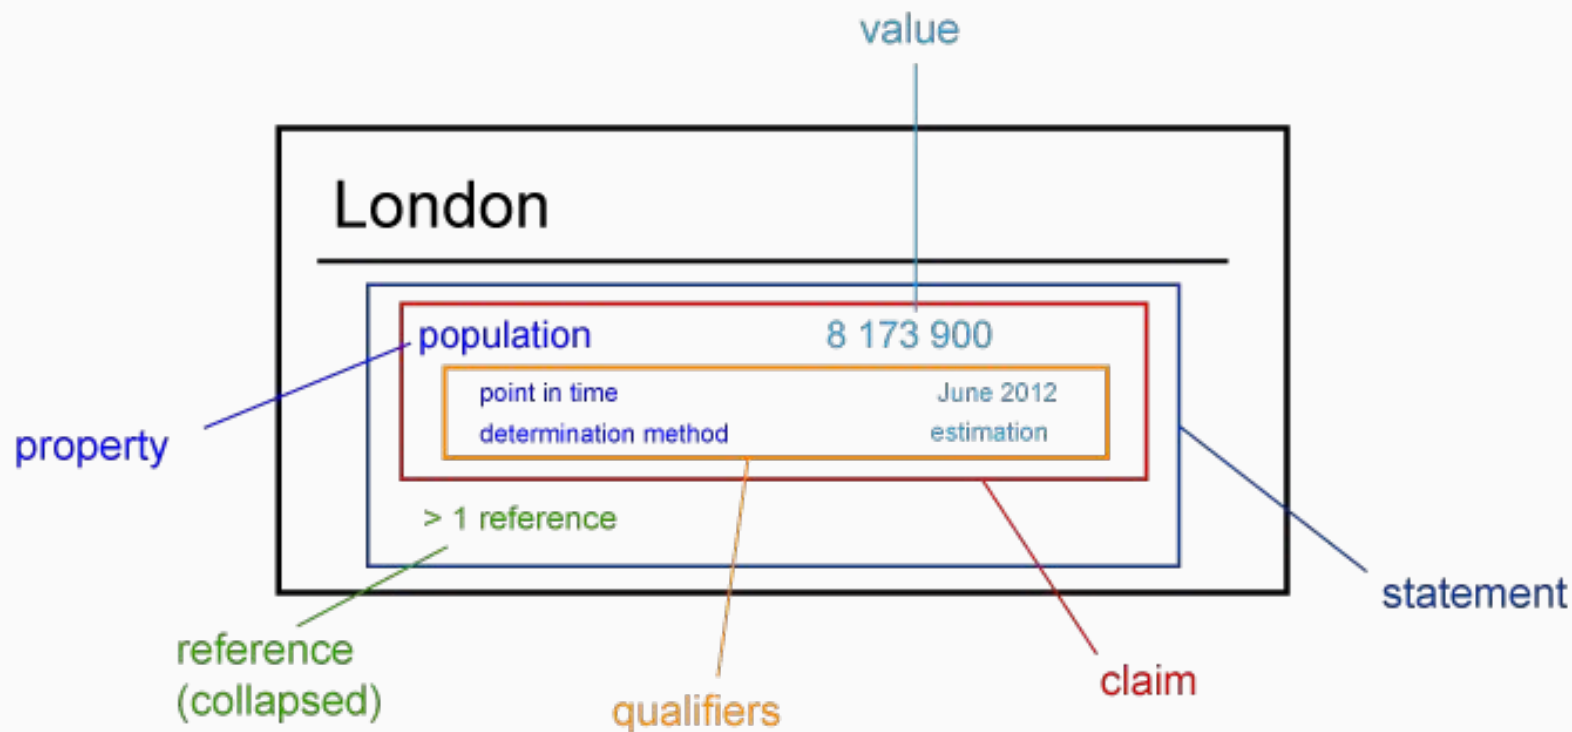 value
London
population 8 173 900
point in time June 2012
determination method estimation
property
> 1 reference
statement
reference
(collapsed)
claim
qualifiers